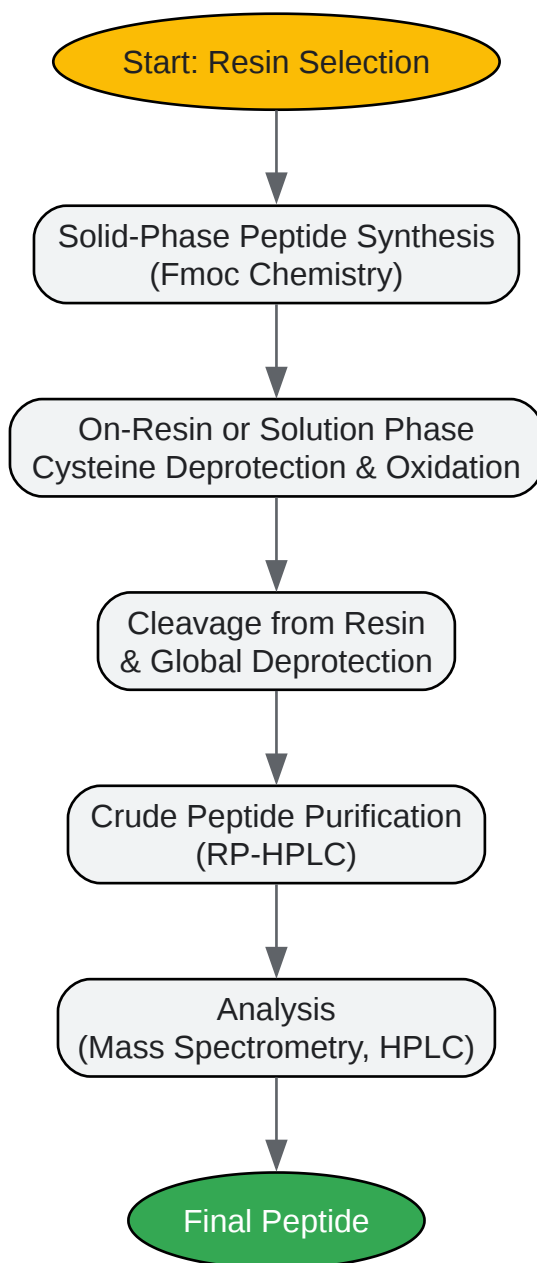 Start: Resin Selection
Solid-Phase Peptide Synthesis
(Fmoc Chemistry)
On-Resin or Solution Phase
Cysteine Deprotection & Oxidation
Cleavage from Resin
& Global Deprotection
Crude Peptide Purification
(RP-HPLC)
Analysis
(Mass Spectrometry, HPLC)
Final Peptide